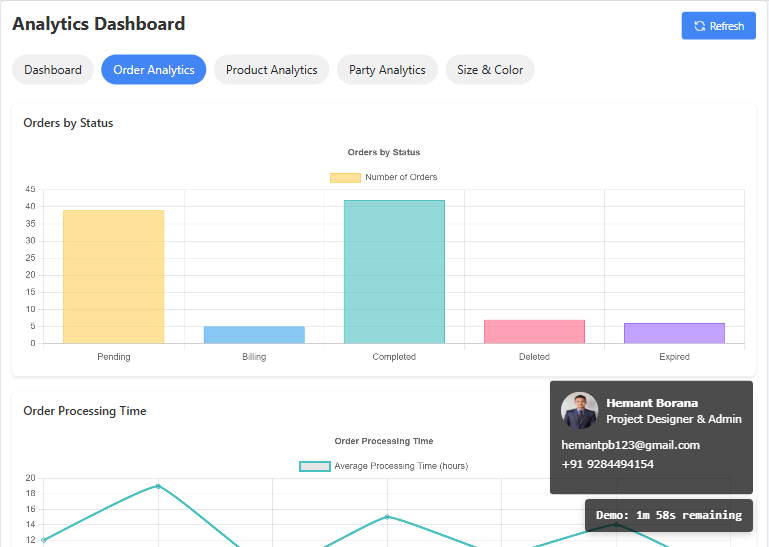 Analytics Dashboard
Refresh
Dashboard
Order Analytics
Product Analytics
Party Analytics
Size & Color
Orders by Status
Orders by Status
Number of Orders
45
40
35
30
25
20
15
10
5
0
Pending
Billing
Completed
Deleted
Expired
Order Processing Time
Order Processing Time
Average Processing Time (hours)
20
18
16
14
12
Hemant Borana
Project Designer & Admin
hemantpb123@gmail.com
+91 9284494154
Demo: 1m 58s remaining